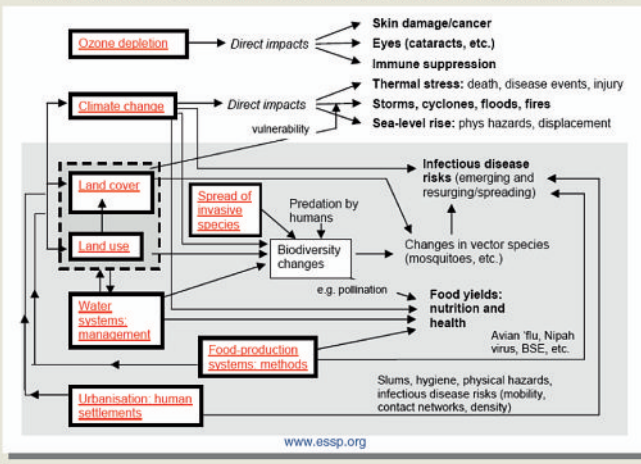 Ozone depletion
Direct impacts
Skin damage/cancer
Eyes (cataracts, etc.)
Immune suppression
Climate change
Direct impacts
Thermal stress: death, disease events, injury
Storms, cyclones, floods, fires
Sea-level rise: phys hazards, displacement
vulnerability
Land cover
Land use
Spread of
invasive
species
Predation by
humans
Infectious disease
risks (emerging and
resurging/spreading)
Biodiversity
changes
Changes in vector species
(mosquitoes, etc.)
e.g. pollination
Water
systems:
management
Food yields:
nutrition and
health
Food-production
systems: methods
Avian 'flu, Nipah
virus, BSE, etc.
Urbanisation: human
settlements
Slums, hygiene, physical hazards,
infectious disease risks (mobility,
contact networks, density)
www.essp.org